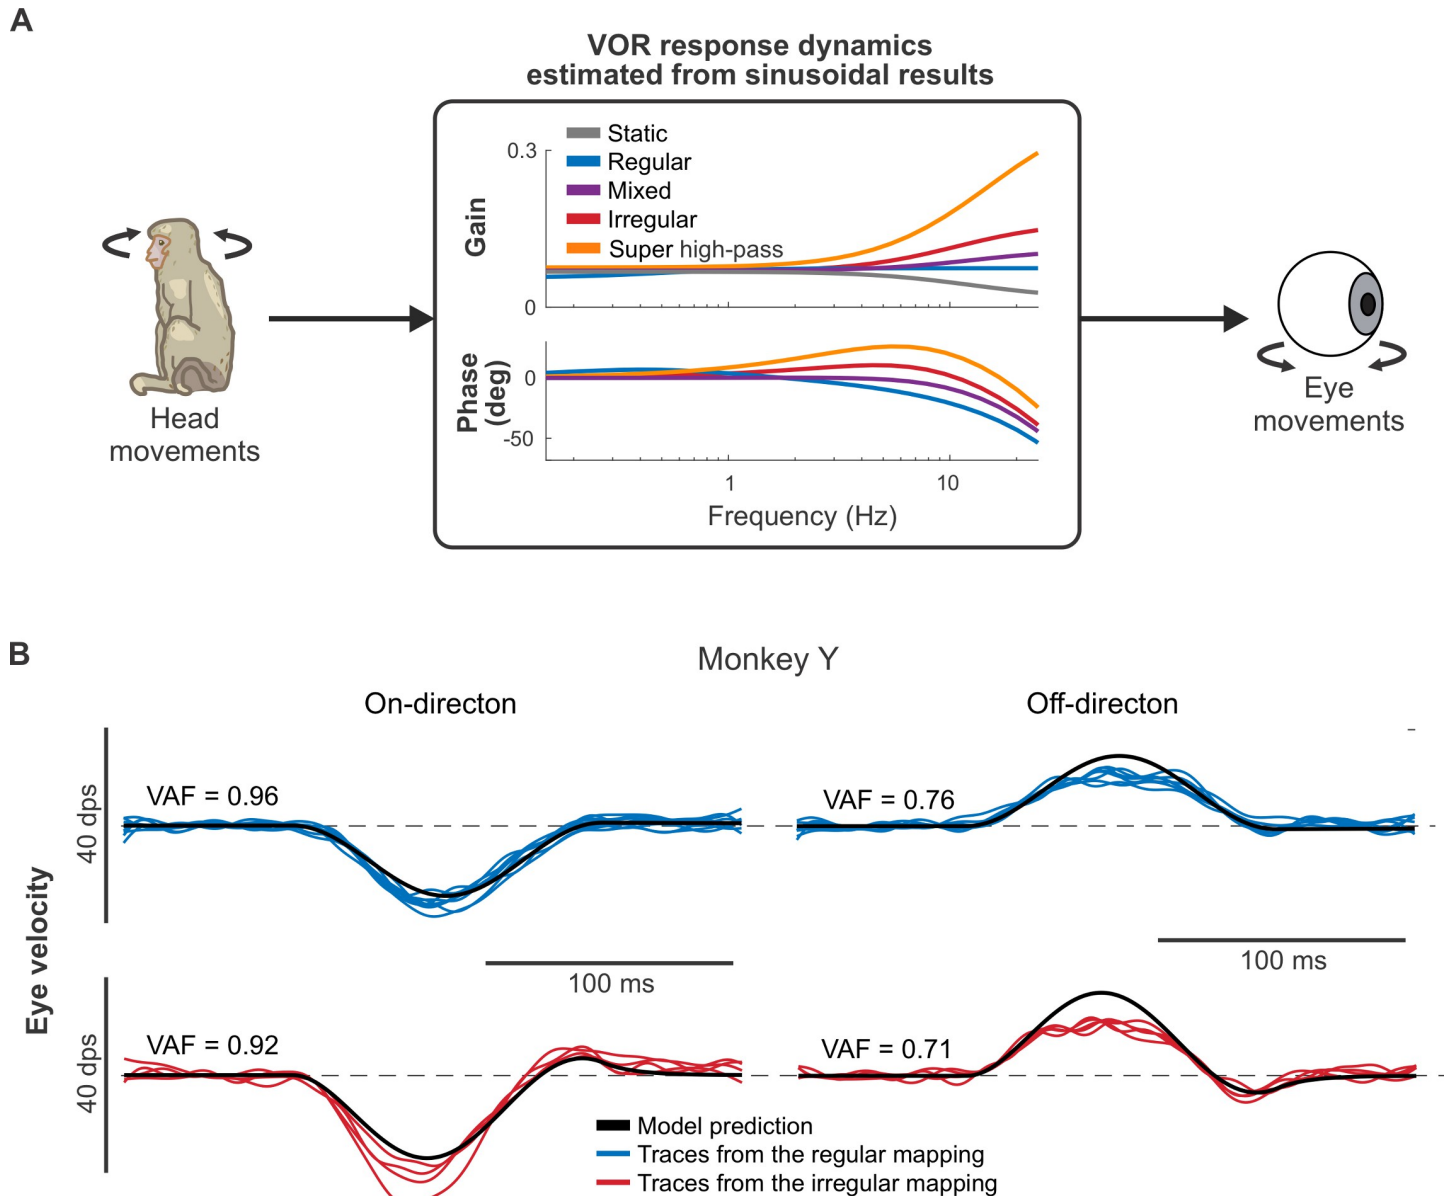 A
VOR response dynamics
estimated from sinusoidal results
Static
Regular
Mixed
Irregular
Super high-pass
0.3
Gain
0
Phase
(deg)
0
-50
1
10
Frequency (Hz)
Head
movements
Eye
movements
B
Monkey Y
On-directon
Off-directon
VAF = 0.96
VAF = 0.76
40 dps
Eye velocity
100 ms
100 ms
VAF = 0.92
VAF = 0.71
40 dps
Model prediction
Traces from the regular mapping
Traces from the irregular mapping